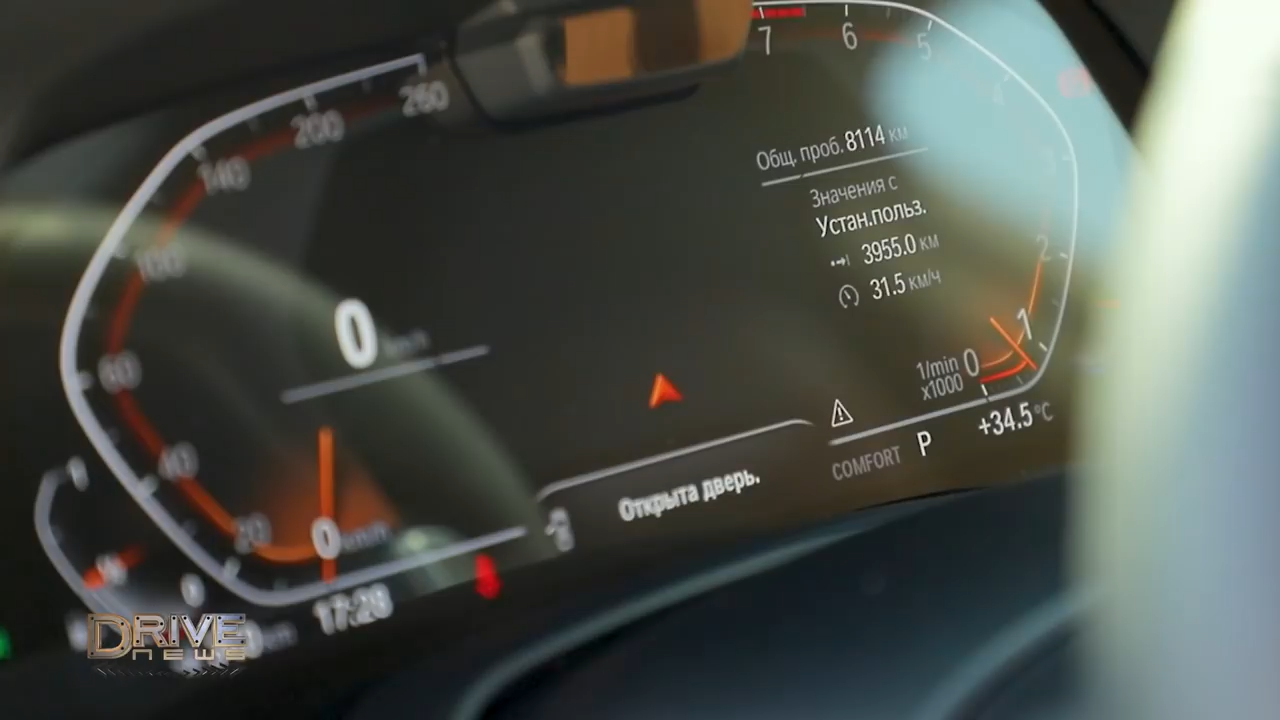 260
200
140
100
60
40
20
0 km/h
0
17:28
7
6
5
2
1
0
1/min
x1000
Общ. проб. 8114 км
Значения с
Устан.польз.
3955.0 км
31.5 км/ч
COMFORT P +34.5 °C
Открыта дверь.
DRIVE
NEWS